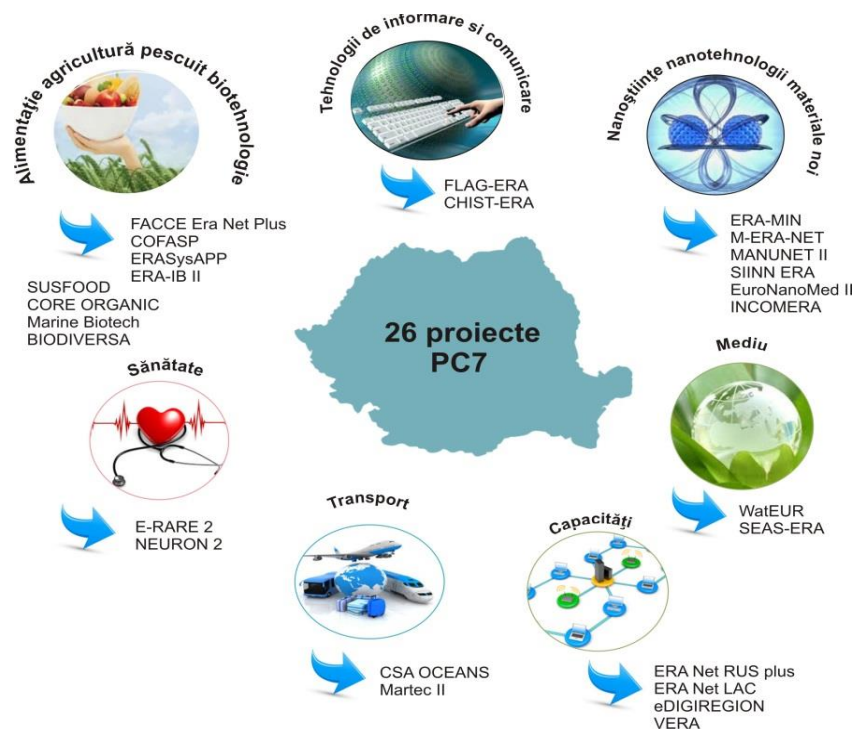 Alimentaţie agricultură pescuit biotehnologie
FACCE Era Net Plus
COFASP
ERASysAPP
ERA-IB II
SUSFOOD
CORE ORGANIC
Marine Biotech
BIODIVERSA
Tehnologii de informare si comunicare
FLAG-ERA
CHIST-ERA
Nanoştiinţe nanotehnologii materiale noi
ERA-MIN
M-ERA-NET
MANUNET II
SIINN ERA
EuroNanoMed II
INCOMERA
26 proiecte
PC7
Sănătate
E-RARE 2
NEURON 2
Mediu
WatEUR
SEAS-ERA
Transport
CSA OCEANS
Martec II
Capacităţi
ERA Net RUS plus
ERA Net LAC
eDIGIREGION
VERA